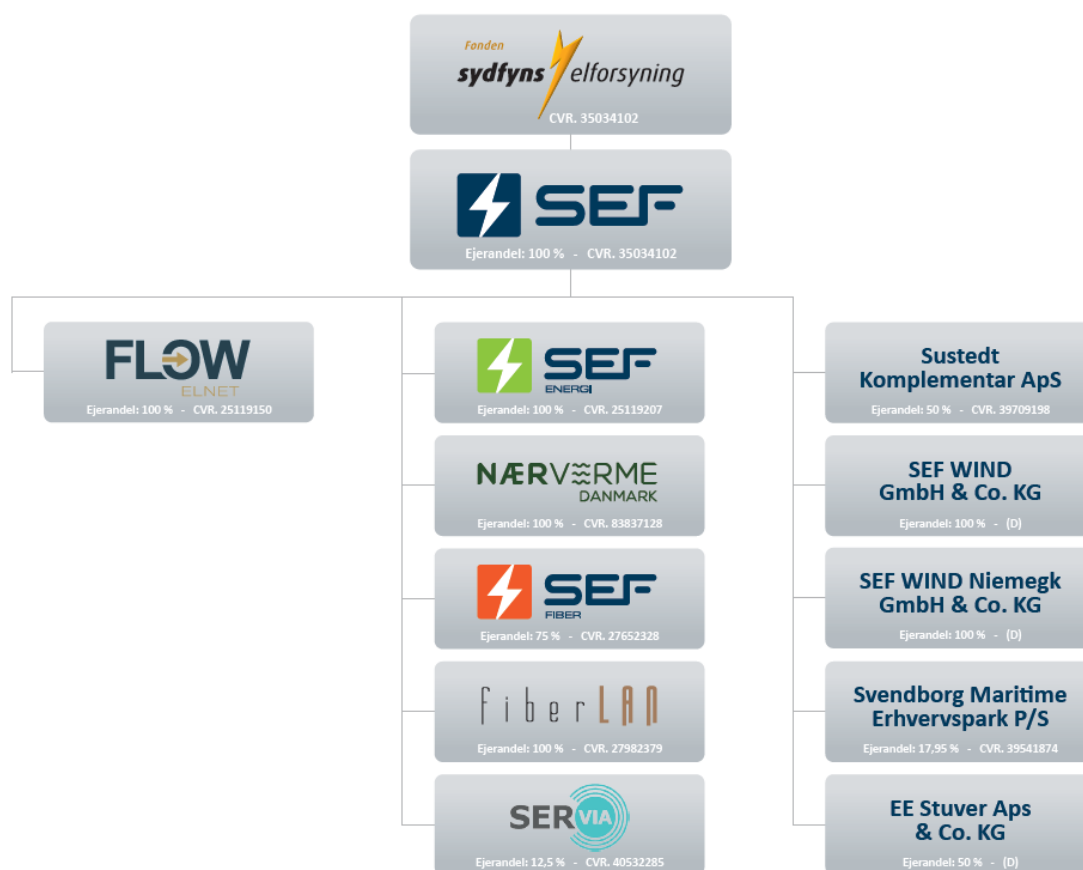 Fonden
sydfyns elforsyning
CVR. 35034102
SEF
Ejerandel: 100 % - CVR. 35034102
FLOW
ELNET
Ejerandel: 100 % - CVR. 25119150
SEF
ENERGI
Ejerandel: 100 % - CVR. 25119207
NÆRVERME
DANMARK
Ejerandel: 100 % - CVR. 83837128
SEF
FIBER
Ejerandel: 75 % - CVR. 27652328
fiberLAN
Ejerandel: 100 % - CVR. 27982379
SERVIA
Ejerandel: 12,5 % - CVR. 40532285
Sustedt
Komplementar ApS
Ejerandel: 50 % - CVR. 39709198
SEF WIND
GmbH & Co. KG
Ejerandel: 100 % - (D)
SEF WIND Niemegk
GmbH & Co. KG
Ejerandel: 100 % - (D)
Svendborg Maritime
Erhvervspark P/S
Ejerandel: 17,95 % - CVR. 39541874
EE Stuver Aps
& Co. KG
Ejerandel: 50 % - (D)